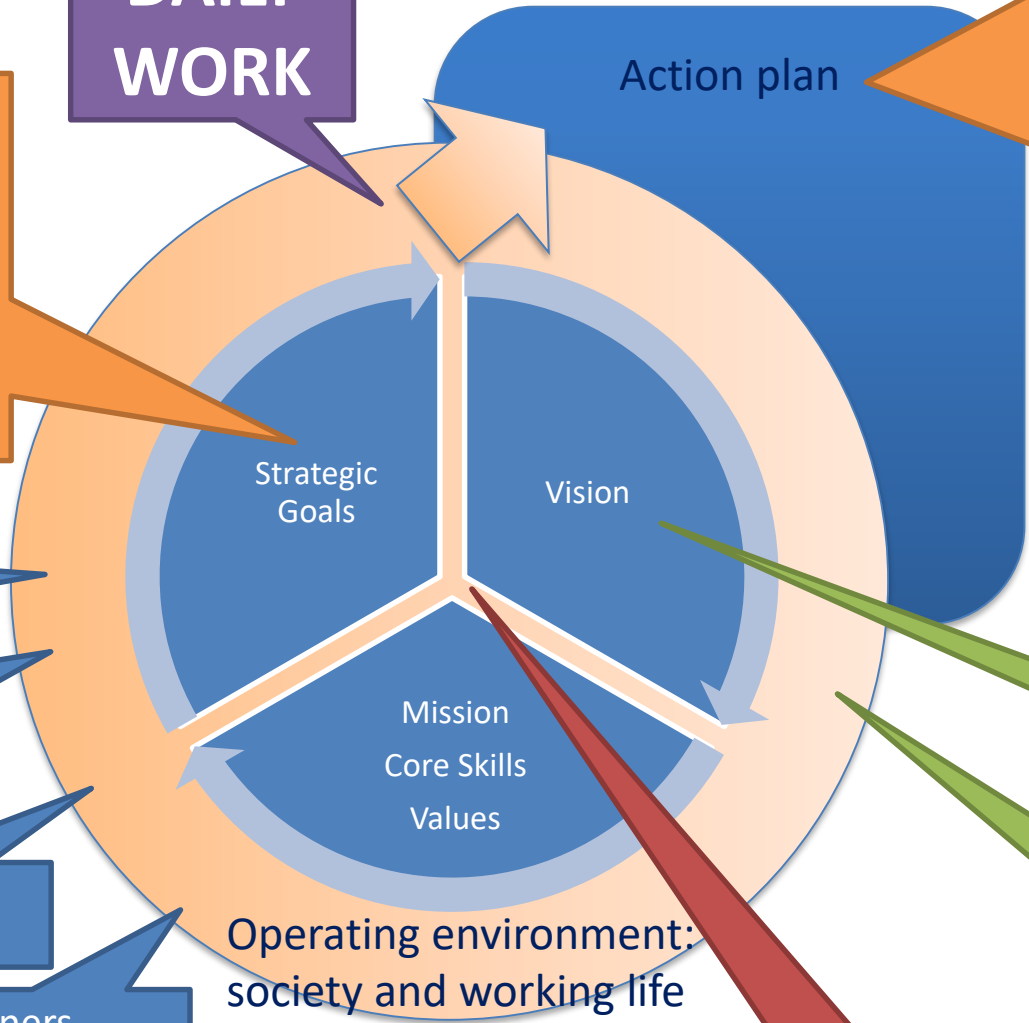 WORK
Action plan
Strategic
Goals
Vision
Mission
Core Skills
Values
Operating environment:
society and working life